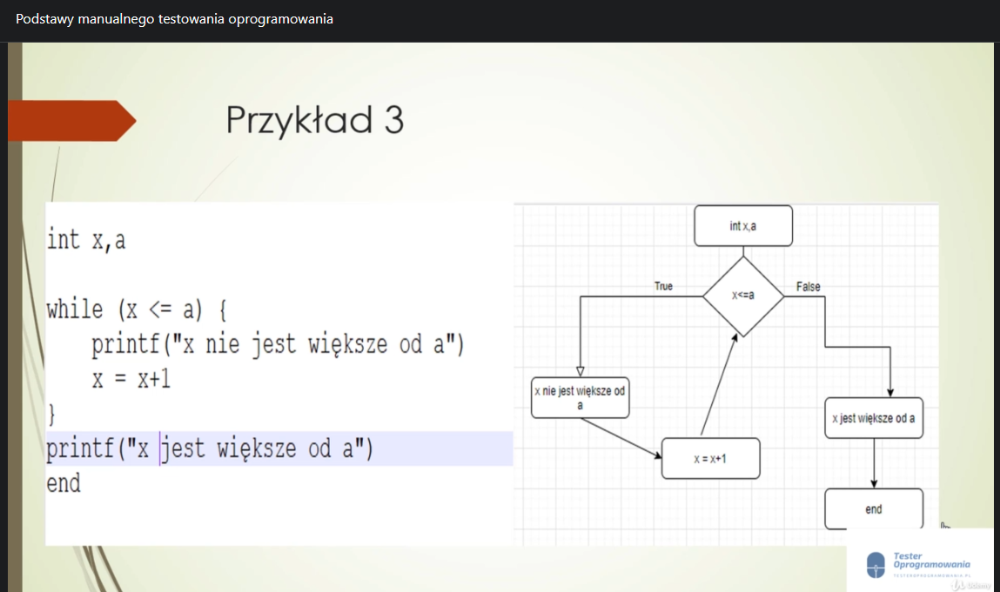 Podstawy manualnego testowania oprogramowania
Przykład 3
int x,a
while (x <= a) {
printf("x nie jest większe od a")
x = x+1
}
printf("x jest większe od a")
end
int x,a
True
x<=a
False
x nie jest większe od
a
x jest większe od a
x = x+1
end
Tester
Oprogramowania
TESTEROPROGRAMOWANIA.PL
Udemy